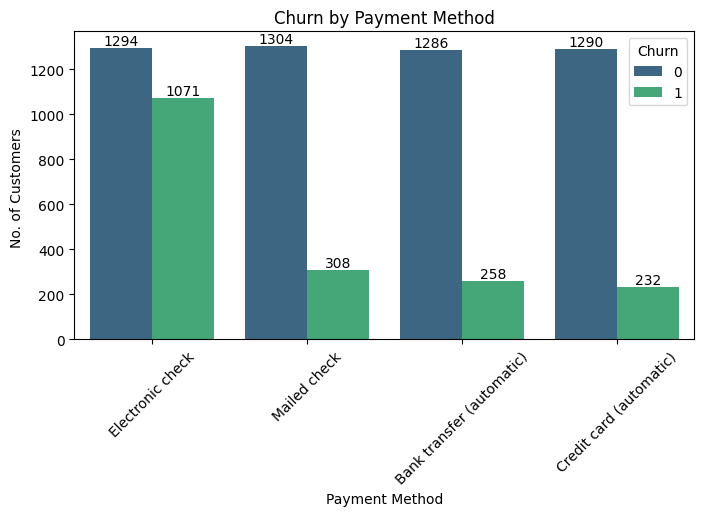 Churn by Payment Method
No. of Customers
1200
1000
800
600
400
200
0
1294
1071
1304
308
1286
258
1290
232
Churn
0
1
Electronic check
Mailed check
Bank transfer (automatic)
Credit card (automatic)
Payment Method